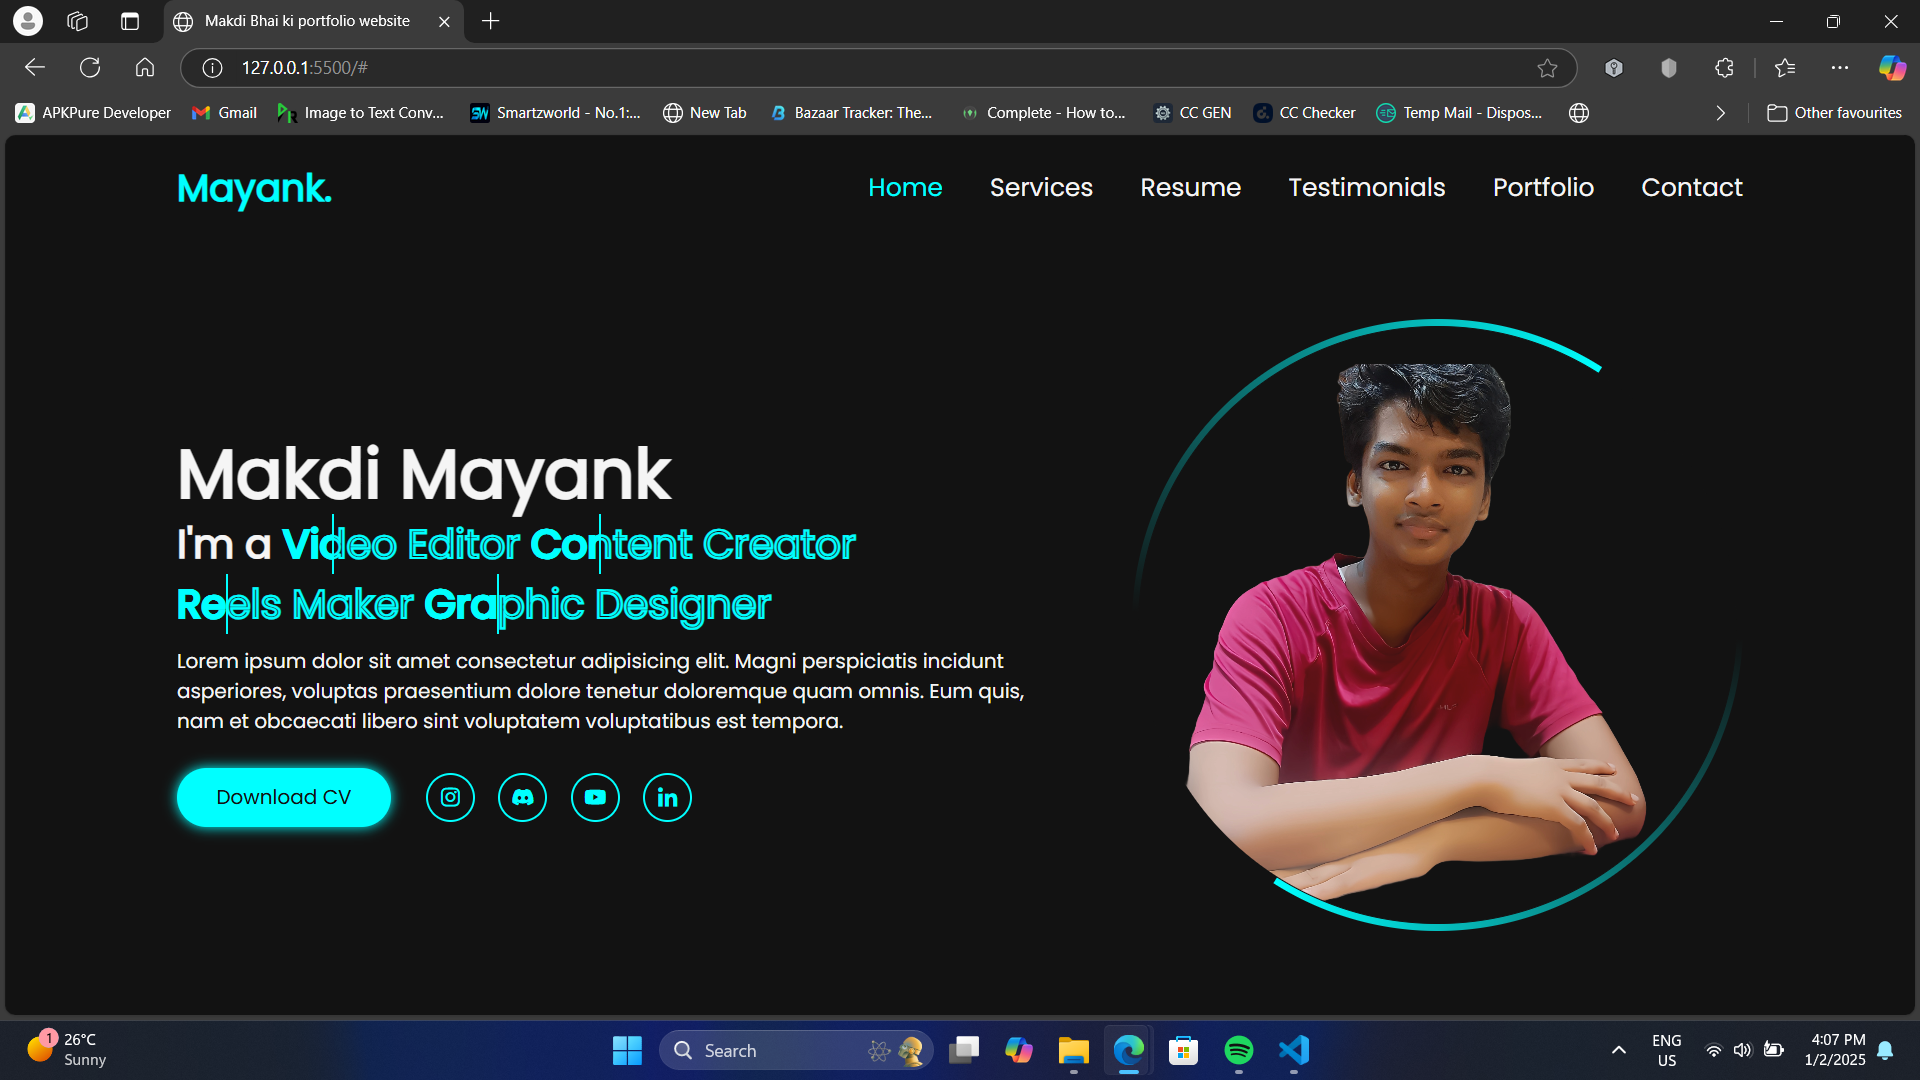 Makdi Bhai ki portfolio website
127.0.0.1:5500/#
APKPure Developer Gmail Image to Text Conv... Smartzworld - No.1:... New Tab Bazaar Tracker: The... Complete - How to... CC GEN CC Checker Temp Mail - Dispos... Other favourites
Mayank. Home Services Resume Testimonials Portfolio Contact
Makdi Mayank
I'm a Video Editor Content Creator
Reels Maker Graphic Designer
Lorem ipsum dolor sit amet consectetur adipisicing elit. Magni perspiciatis incidunt
asperiores, voluptas praesentium dolore tenetur doloremque quam omnis. Eum quis,
nam et obcaecati libero sint voluptatem voluptatibus est tempora.
Download CV
1
26°C
Sunny
Search
ENG
US
4:07 PM
1/2/2025